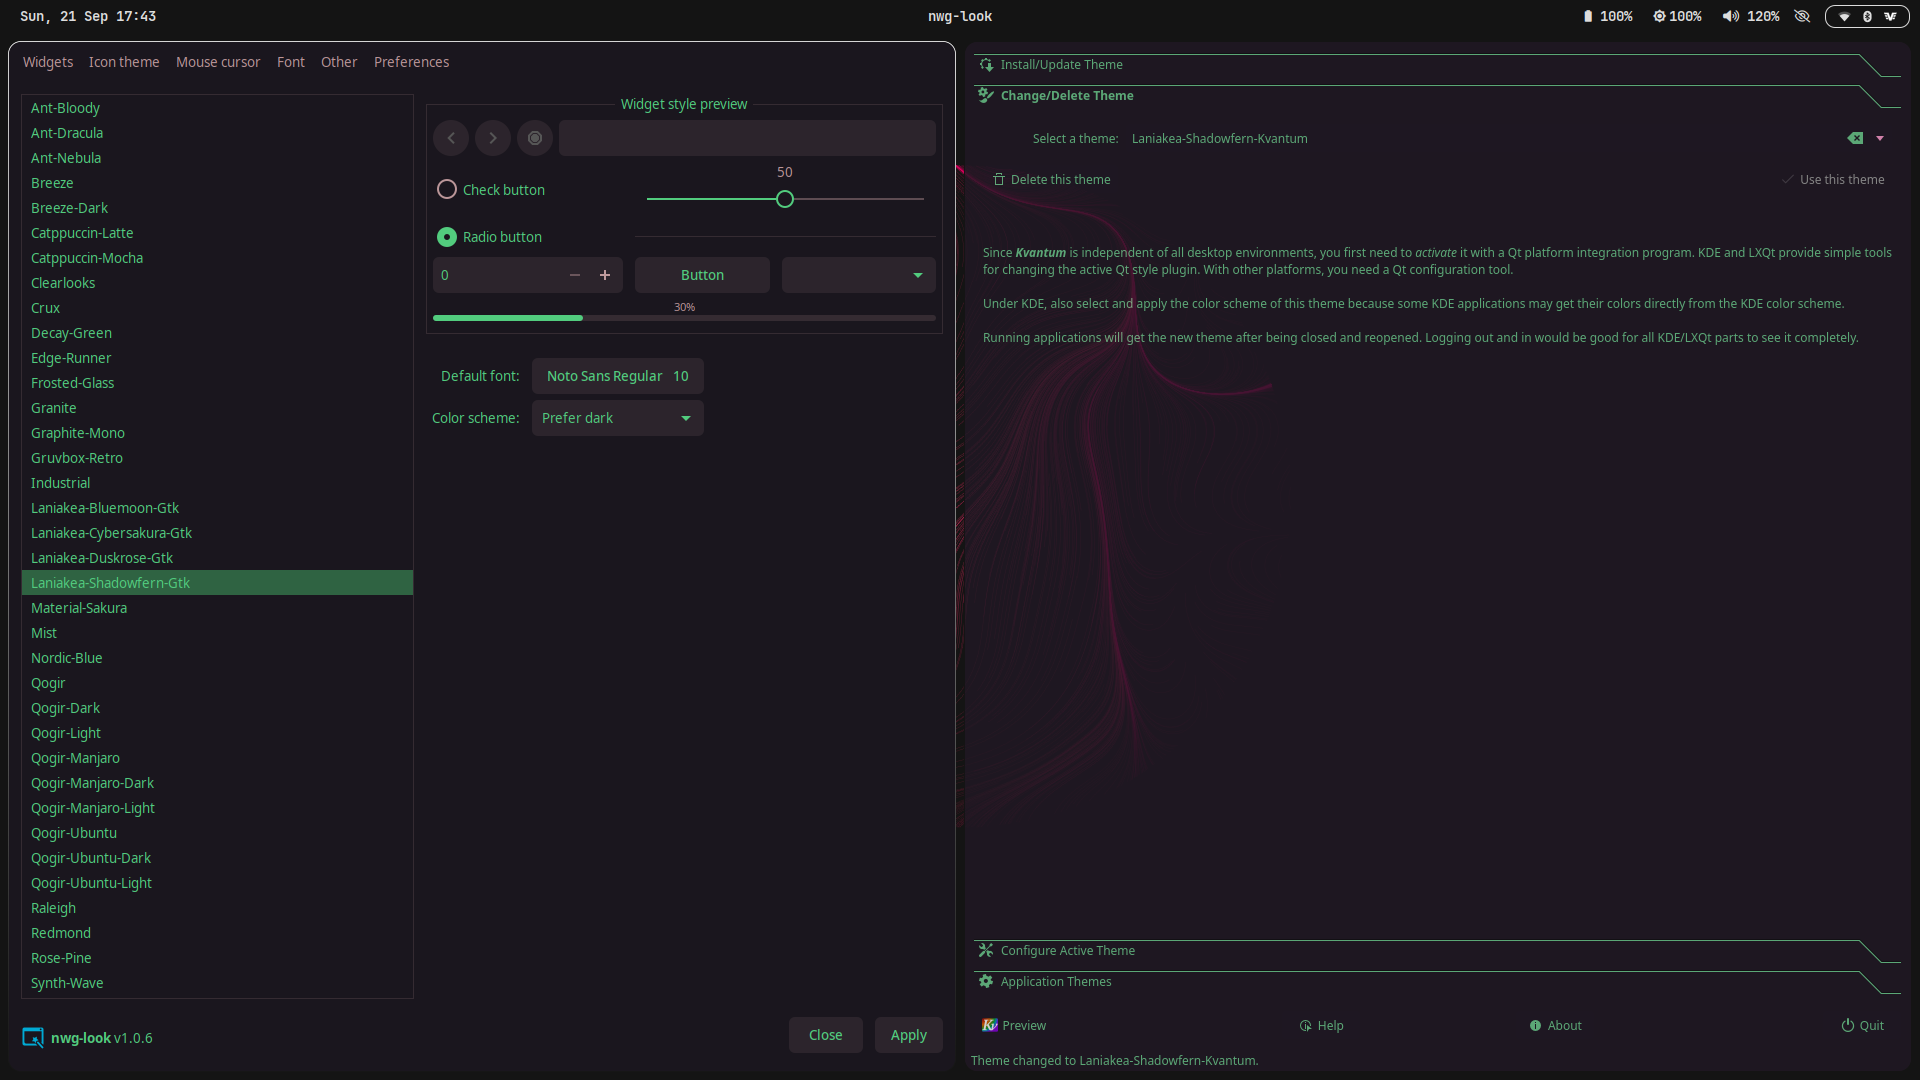 Sun, 21 Sep 17:43
nwg-look
100%
100%
120%
Widgets Icon theme Mouse cursor Font Other Preferences
Ant-Bloody
Ant-Dracula
Ant-Nebula
Breeze
Breeze-Dark
Catppuccin-Latte
Catppuccin-Mocha
Clearlooks
Crux
Decay-Green
Edge-Runner
Frosted-Glass
Granite
Graphite-Mono
Gruvbox-Retro
Industrial
Laniakea-Bluemoon-Gtk
Laniakea-Cybersakura-Gtk
Laniakea-Duskrose-Gtk
Laniakea-Shadowfern-Gtk
Material-Sakura
Mist
Nordic-Blue
Qogir
Qogir-Dark
Qogir-Light
Qogir-Manjaro
Qogir-Manjaro-Dark
Qogir-Manjaro-Light
Qogir-Ubuntu
Qogir-Ubuntu-Dark
Qogir-Ubuntu-Light
Raleigh
Redmond
Rose-Pine
Synth-Wave
Widget style preview
50
Check button
Radio button
0
Button
30%
Default font: Noto Sans Regular 10
Color scheme: Prefer dark
nwg-look v1.0.6
Close
Apply
Install/Update Theme
Change/Delete Theme
Select a theme: Laniakea-Shadowfern-Kvantum
Delete this theme
Use this theme
Since Kvantum is independent of all desktop environments, you first need to activate it with a Qt platform integration program. KDE and LXQt provide simple tools
for changing the active Qt style plugin. With other platforms, you need a Qt configuration tool.
Under KDE, also select and apply the color scheme of this theme because some KDE applications may get their colors directly from the KDE color scheme.
Running applications will get the new theme after being closed and reopened. Logging out and in would be good for all KDE/LXQt parts to see it completely.
Configure Active Theme
Application Themes
Preview
Help
About
Quit
Theme changed to Laniakea-Shadowfern-Kvantum.